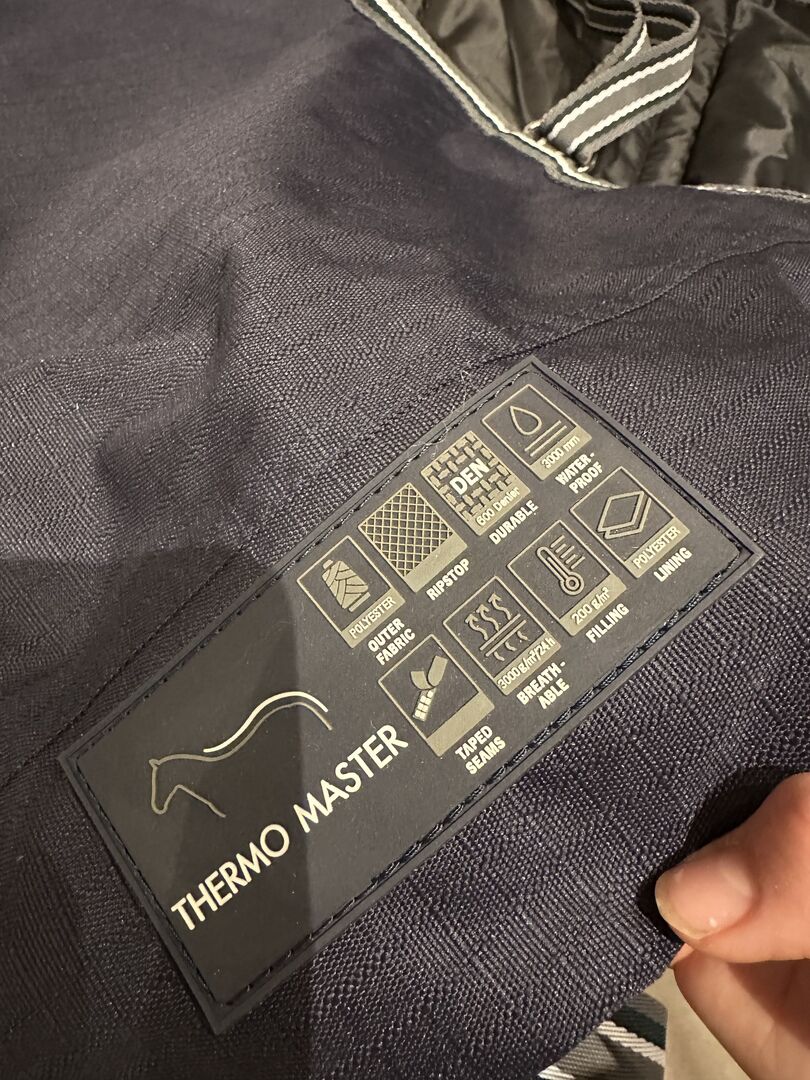 THERMO MASTER
POLYESTER
OUTER
FABRIC
RIPSTOP
DEN
600 Denier
DURABLE
3000 mm
WATER-
PROOF
TAPED
SEAMS
3000g/m²/24h
BREATH-
ABLE
200 g/m²
FILLING
POLYESTER
LINING